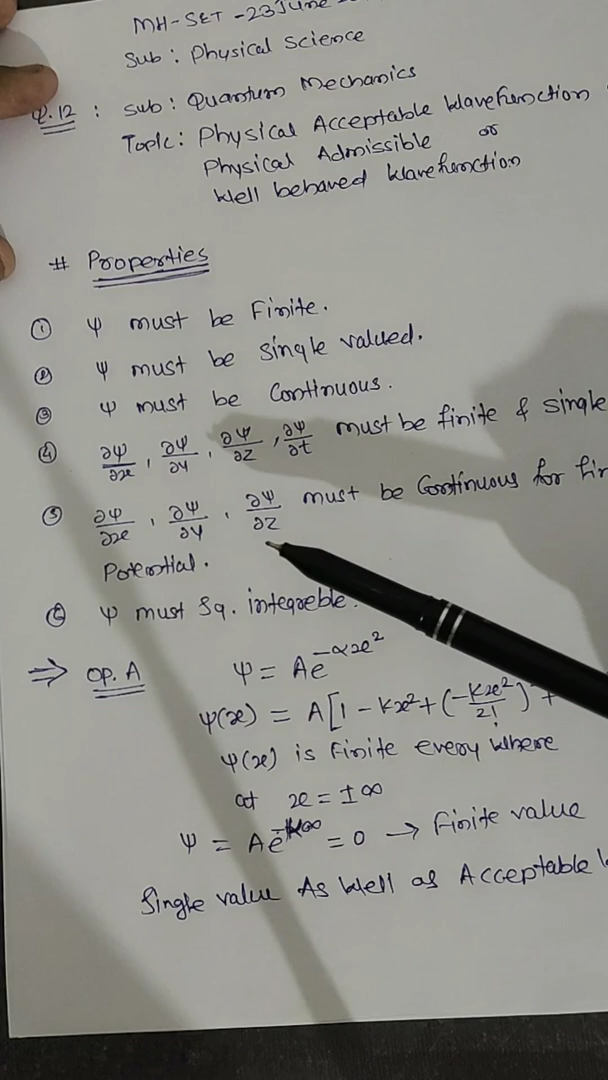 MH-SET -23 June
Sub : Physical Science
Q.12 : Sub : Quantum Mechanics
Topic : Physical Acceptable Wavefunction
or
Physical Admissible
Well behaved Wavefunction
# Properties
① ψ must be Finite.
② ψ must be Single valued.
③ ψ must be Continuous.
④ ∂ψ/∂x , ∂ψ/∂y , ∂ψ/∂z , ∂ψ/∂t must be finite & single
⑤ ∂ψ/∂x , ∂ψ/∂y , ∂ψ/∂z must be Continuous for
Potential.
⑥ ψ must Sq. integreble.
⇒ OP. A ψ = Ae^-αx²
ψ(x) = A[1 - Kx² + (-Kx²/2!)² +
ψ(x) is Finite every where
at x = ±∞
ψ = Ae^-∞ = 0 → Finite value
Single value As Well as Acceptable